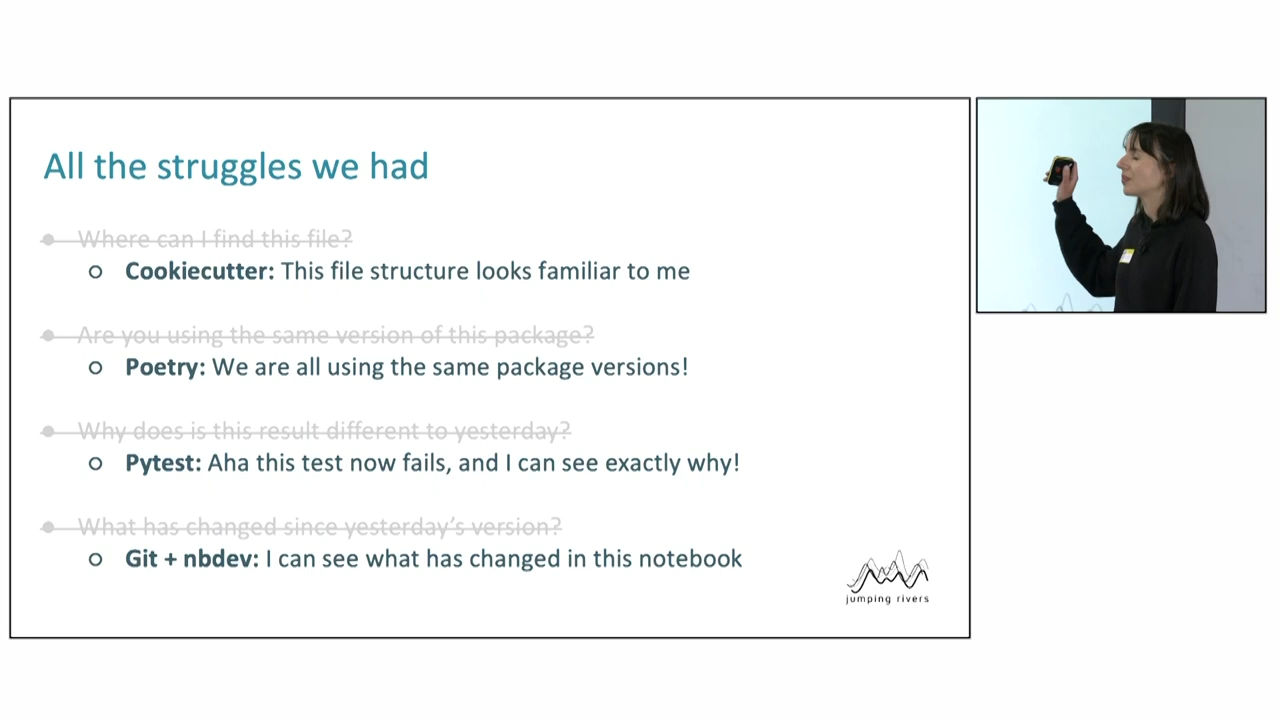 All the struggles we had
● Where can I find this file?
○ Cookiecutter: This file structure looks familiar to me
● Are you using the same version of this package?
○ Poetry: We are all using the same package versions!
● Why does is this result different to yesterday?
○ Pytest: Aha this test now fails, and I can see exactly why!
● What has changed since yesterday’s version?
○ Git + nbdev: I can see what has changed in this notebook
jumping rivers